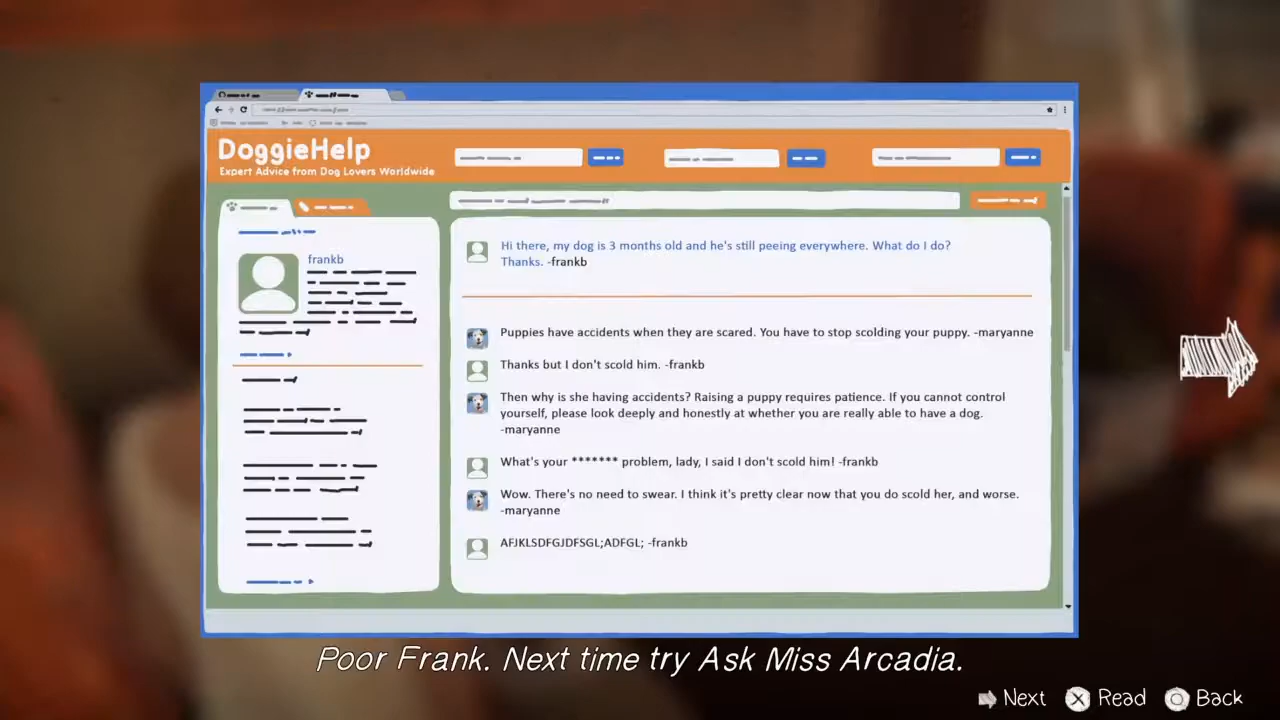 DoggieHelp
Expert Advice from Dog Lovers Worldwide
frankb
Hi there, my dog is 3 months old and he's still peeing everywhere. What do I do?
Thanks. -frankb
Puppies have accidents when they are scared. You have to stop scolding your puppy. -maryanne
Thanks but I don't scold him. -frankb
Then why is she having accidents? Raising a puppy requires patience. If you cannot control
yourself, please look deeply and honestly at whether you are really able to have a dog.
-maryanne
What's your ******* problem, lady, I said I don't scold him! -frankb
Wow. There's no need to swear. I think it's pretty clear now that you do scold her, and worse.
-maryanne
AFJKLSDFGJDFSGL;ADFGL; -frankb
Poor Frank. Next time try Ask Miss Arcadia.
Next Read Back